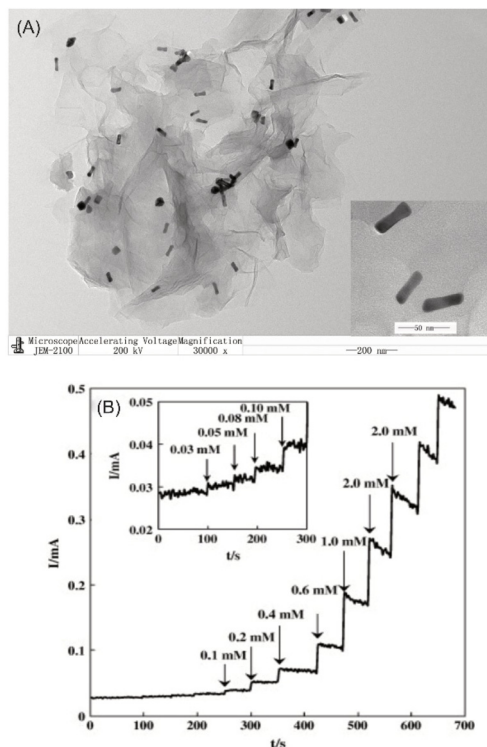 (A)
50 nm
Microscope Accelerating Voltage Magnification
JEM-2100 200 kV 30000 x 200 nm
(B)
I/mA
0.5
0.4
0.3
0.2
0.1
0
0 100 200 300 400 500 600 700
t/s
I/mA
0.05
0.04
0.03
0.02
0 100 200 300
t/s
0.03 mM
0.05 mM
0.08 mM
0.10 mM
0.1 mM
0.2 mM
0.4 mM
0.6 mM
1.0 mM
2.0 mM
2.0 mM